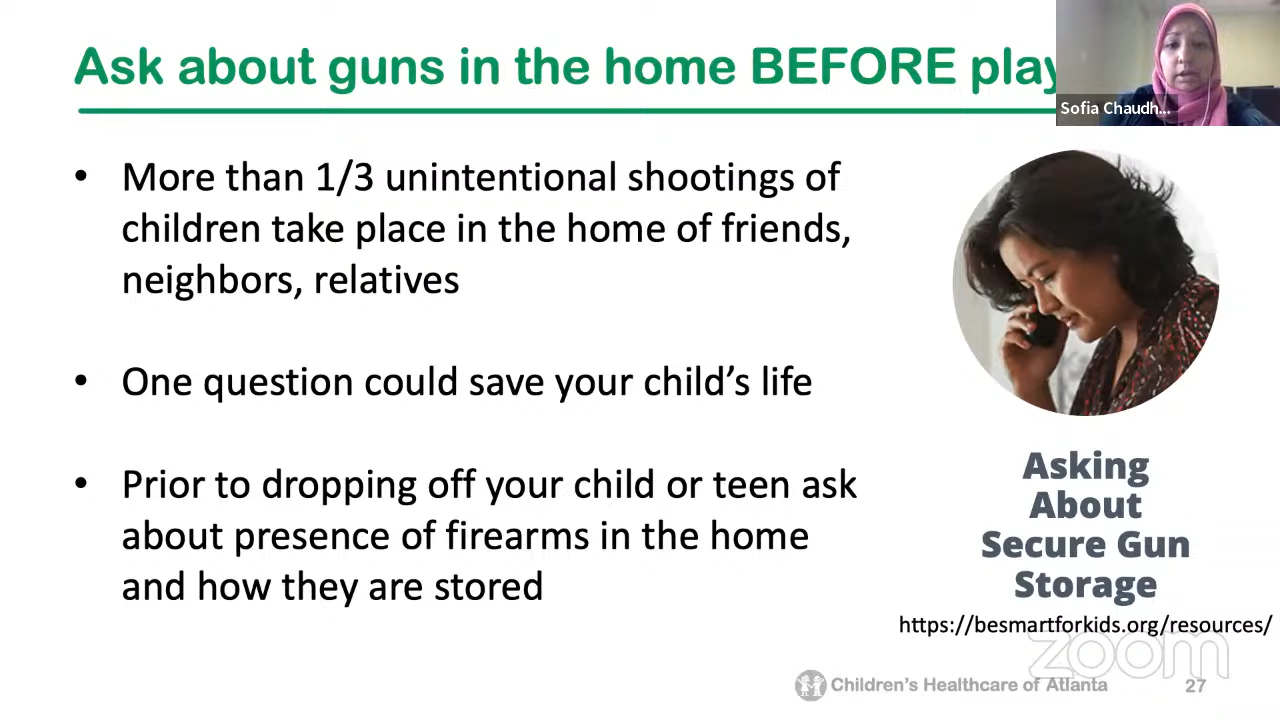 Ask about guns in the home BEFORE play
Sofia Chaudh...
• More than 1/3 unintentional shootings of
children take place in the home of friends,
neighbors, relatives
• One question could save your child’s life
• Prior to dropping off your child or teen ask
about presence of firearms in the home
and how they are stored
Asking
About
Secure Gun
Storage
https://besmartforkids.org/resources/
zoom
Children's Healthcare of Atlanta
27